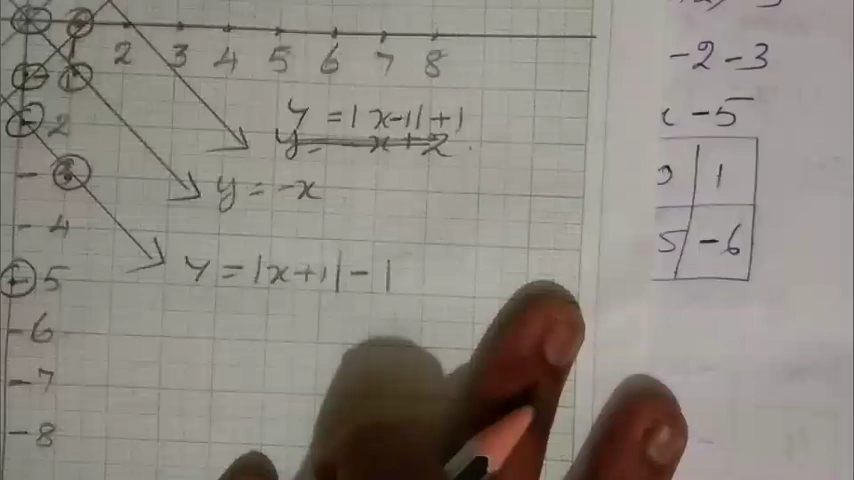 2 3 4 5 6 7 8
-2-3
y = |x-1|+1
-5
y = -x+2
- 2
1
y = -x
- 4
-6
y = |x+1|-1
- 5
-6
-7
-8